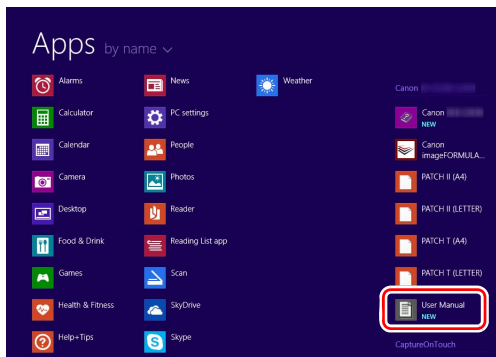 Apps by name
Alarms
Calculator
Calendar
Camera
Desktop
Food & Drink
Games
Health & Fitness
Help+Tips
News
PC settings
People
Photos
Reader
Reading List app
Scan
SkyDrive
Skype
Weather
Canon
Canon
NEW
Canon
imageFORMULA...
PATCH II (A4)
PATCH II (LETTER)
PATCH T (A4)
PATCH T (LETTER)
User Manual
NEW
CaptureOnTouch